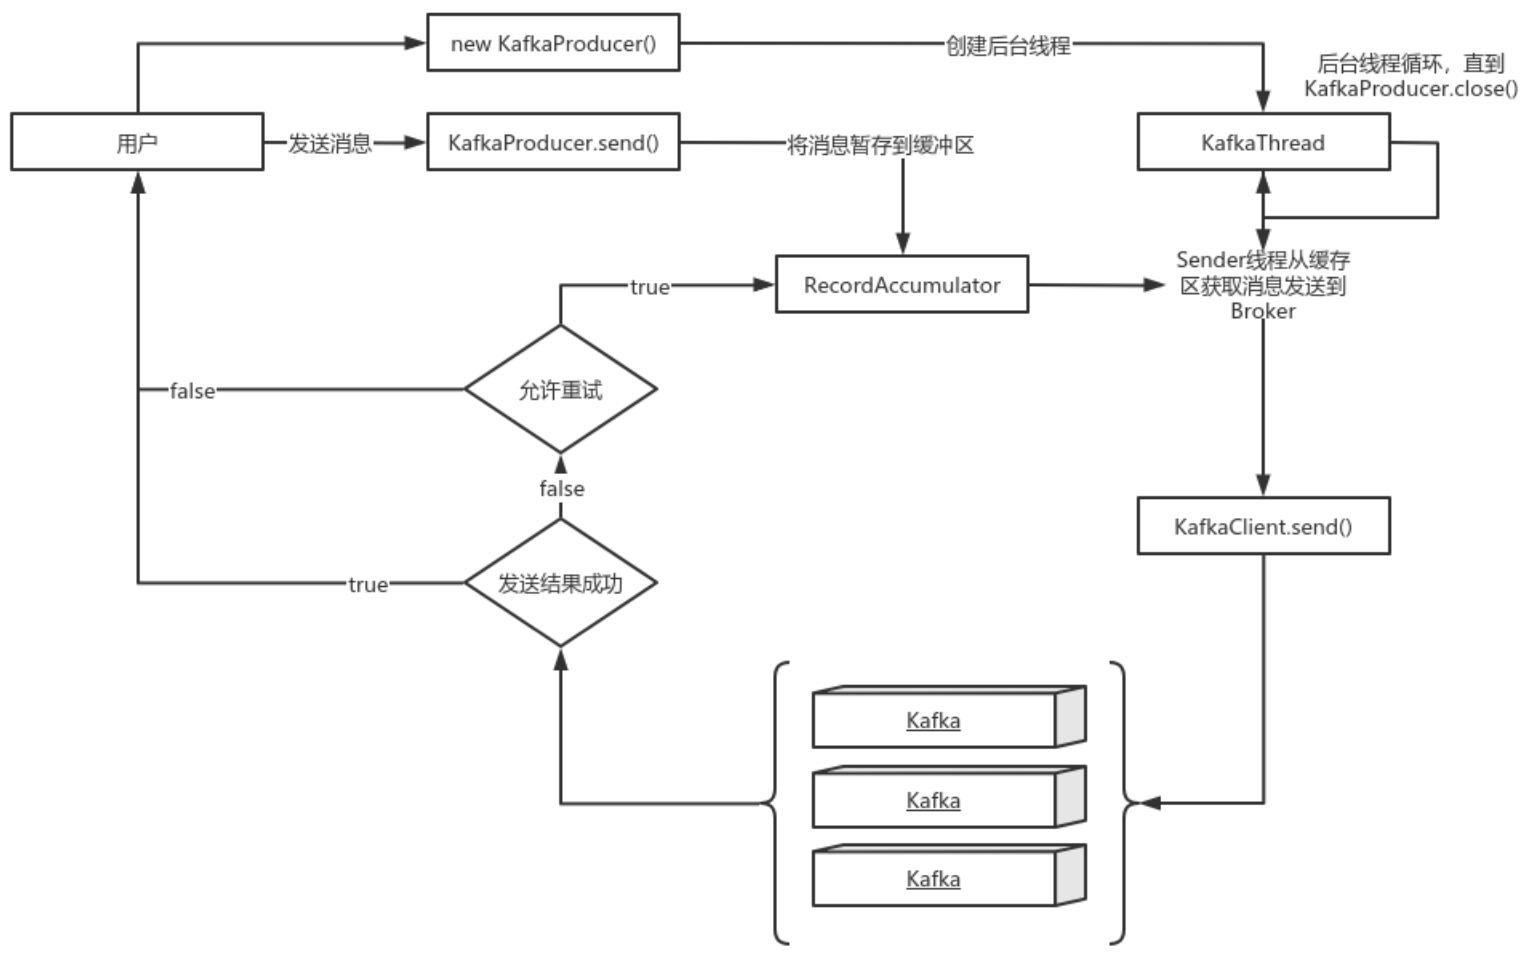 new KafkaProducer()
创建后台线程
后台线程循环，直到
KafkaProducer.close()
用户
发送消息
KafkaProducer.send()
将消息暂存到缓冲区
KafkaThread
Sender线程从缓存
区获取消息发送到
Broker
true
RecordAccumulator
允许重试
false
false
KafkaClient.send()
发送结果成功
true
Kafka
Kafka
Kafka